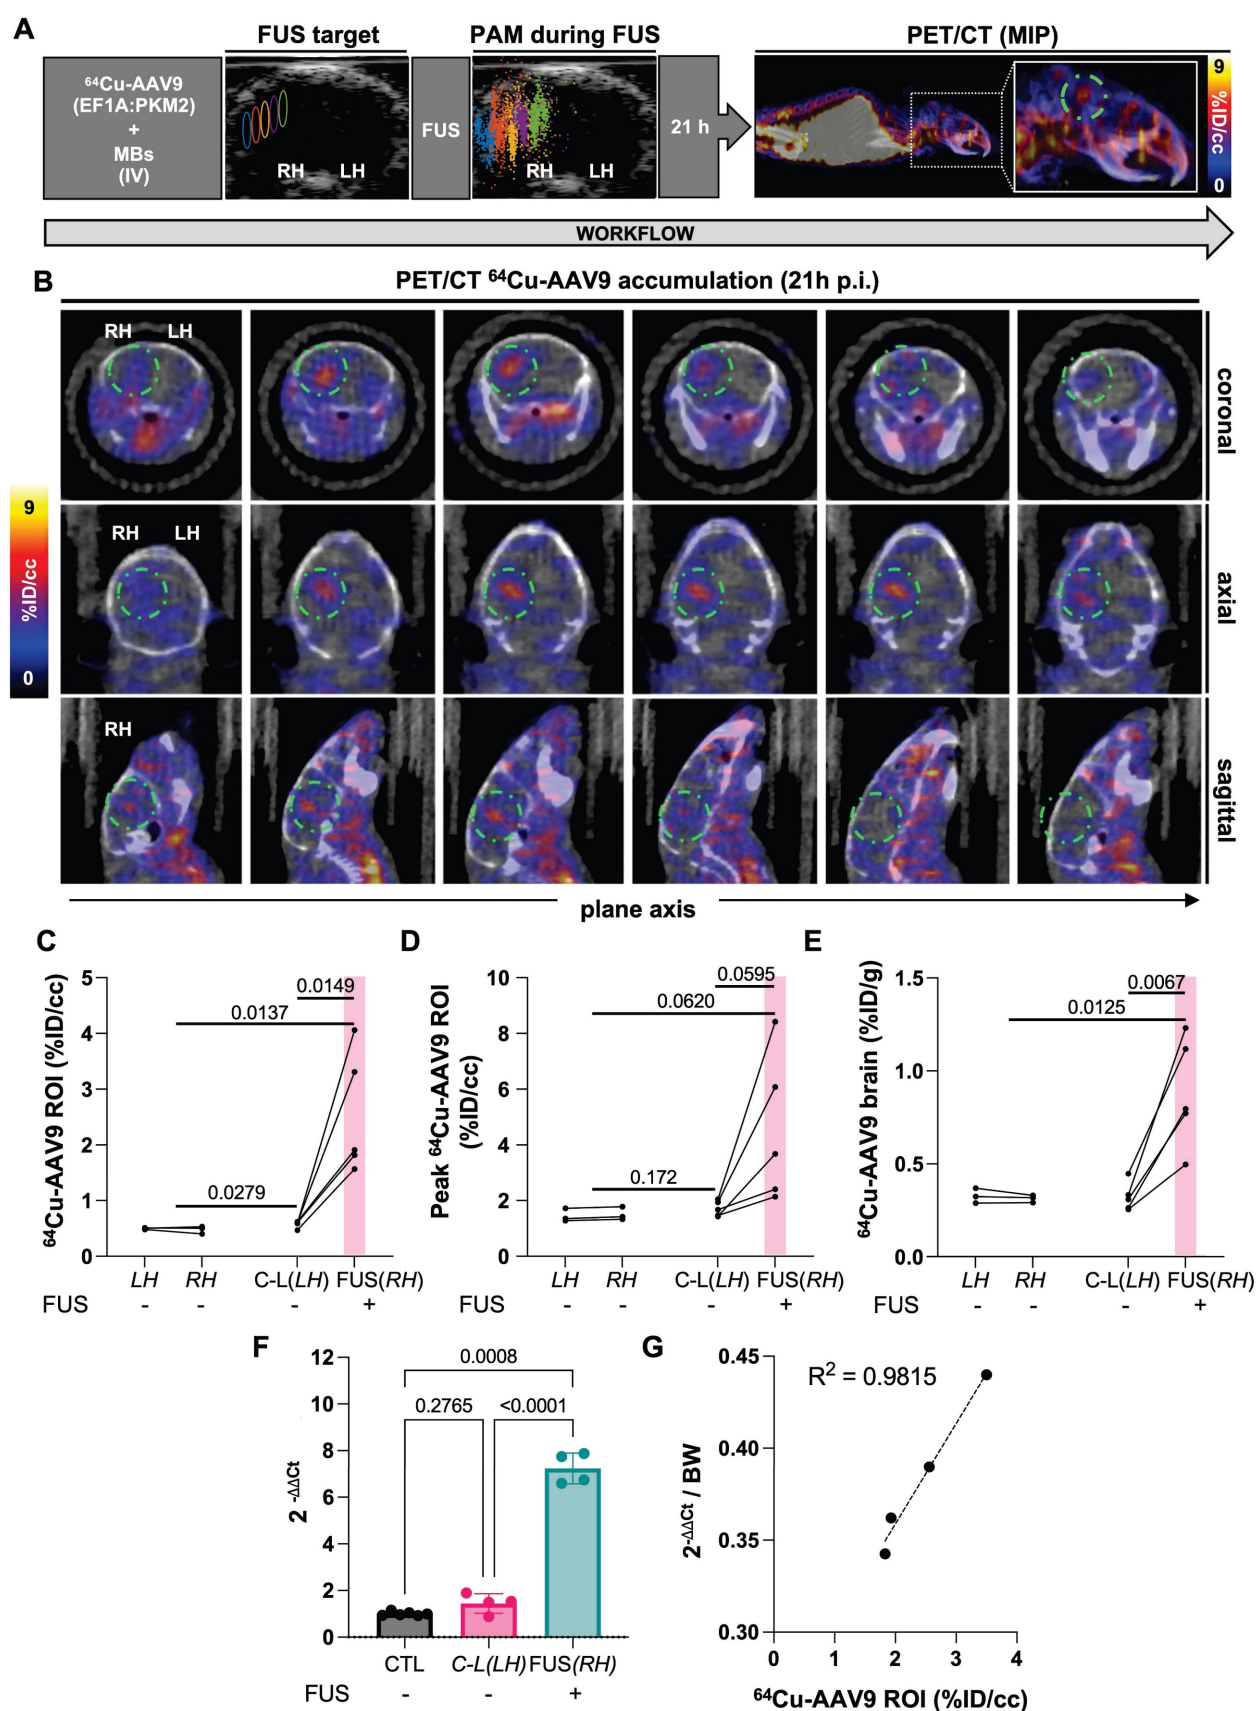 A
FUS target
PAM during FUS
PET/CT (MIP)
⁶⁴Cu-AAV9
(EF1A:PKM2)
+
MBs
(IV)
RH LH
FUS
RH LH
21 h
9
%ID/cc
0
WORKFLOW
B
PET/CT ⁶⁴Cu-AAV9 accumulation (21h p.i.)
RH LH
coronal
9
%ID/cc
0
RH LH
axial
RH
sagittal
plane axis
C
⁶⁴Cu-AAV9 ROI (%ID/cc)
5
4
3
2
1
0
0.0149
0.0137
0.0279
LH RH C-L(LH) FUS(RH)
FUS - - - +
D
Peak ⁶⁴Cu-AAV9 ROI
(%ID/cc)
10
8
6
4
2
0
0.0595
0.0620
0.172
LH RH C-L(LH) FUS(RH)
FUS - - - +
E
⁶⁴Cu-AAV9 brain (%ID/g)
1.5
1.0
0.5
0.0
0.0067
0.0125
LH RH C-L(LH) FUS(RH)
FUS - - - +
F
2^-ΔΔCt
12
10
8
6
4
2
0
0.0008
0.2765 <0.0001
CTL C-L(LH) FUS(RH)
FUS - - +
G
2^-ΔΔCt / BW
0.45
0.40
0.35
0.30
R² = 0.9815
0 1 2 3 4
⁶⁴Cu-AAV9 ROI (%ID/cc)